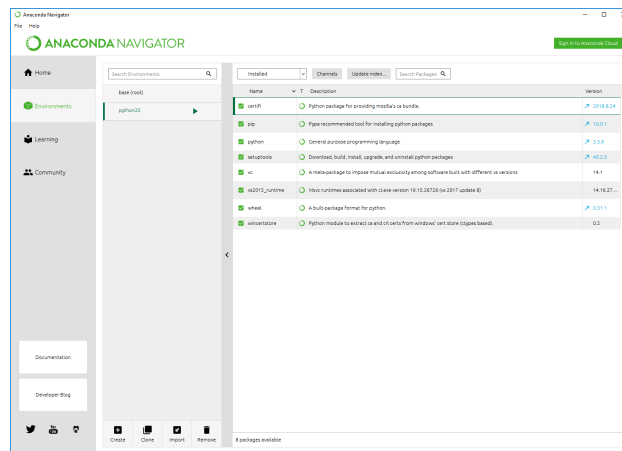 Anaconda Navigator
File Help
ANACONDA NAVIGATOR
Sign in to Anaconda Cloud
Home
Environments
Learning
Community
Documentation
Developer Blog
You Tube
Search Environments
base (root)
python35
Create Clone Import Remove
Installed Channels Update index... Search Packages
Name T Description Version
certifi Python package for providing mozilla's ca bundle. 2018.8.24
pip Pypa recommended tool for installing python packages 10.0.1
python General purpose programming language 3.5.6
setuptools Download, build, install, upgrade, and uninstall python packages 40.2.0
vc A meta-package to impose mutual exclusivity among software built with different vs versions 14.1
vs2015_runtime Msvc runtimes associated with cl.exe version 19.15.26726 (vs 2017 update 8) 14.16.27...
wheel A built-package format for python. 0.31.1
wincertstore Python module to extract ca and crl certs from windows' cert store (ctypes based). 0.2
8 packages available